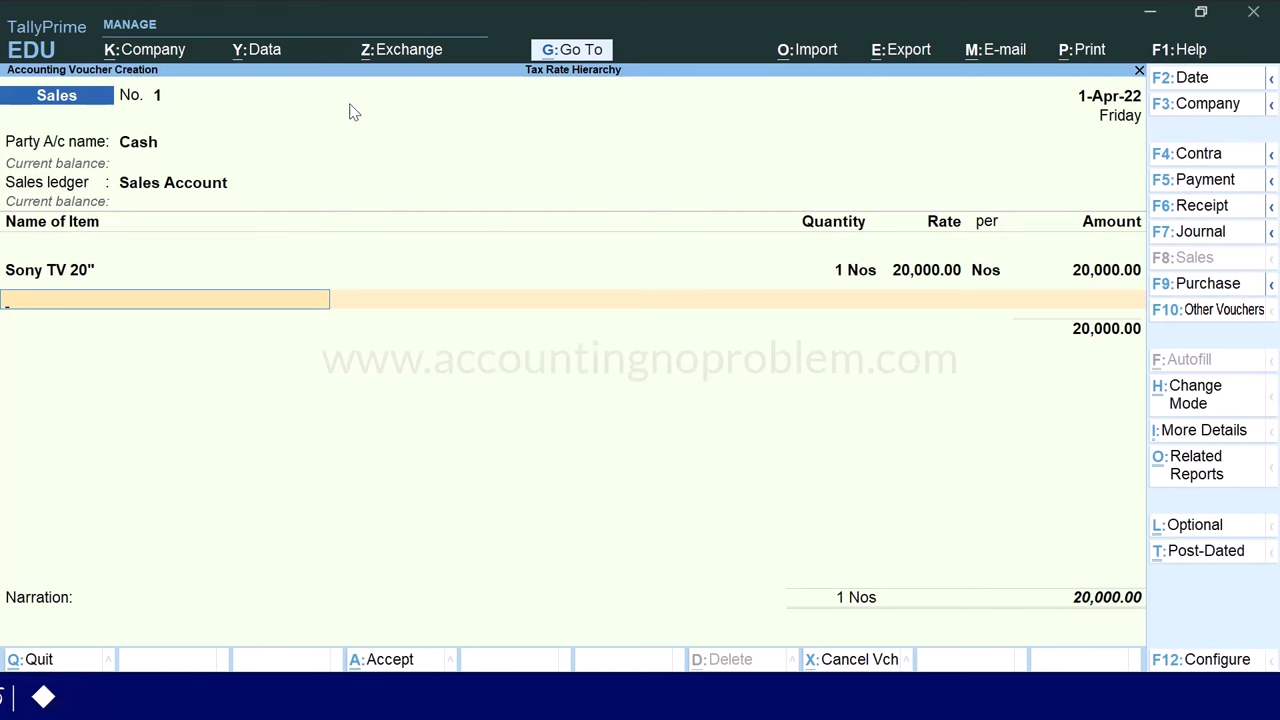 TallyPrime MANAGE
EDU K:Company Y:Data Z:Exchange G:Go To O:Import E:Export M:E-mail P:Print F1:Help
Accounting Voucher Creation Tax Rate Hierarchy
Sales No. 1 1-Apr-22
Friday
Party A/c name: Cash
Current balance:
Sales ledger : Sales Account
Current balance:
Name of Item Quantity Rate per Amount
Sony TV 20" 1 Nos 20,000.00 Nos 20,000.00
20,000.00
www.accountingnoproblem.com
Narration: 1 Nos 20,000.00
F2:Date
F3:Company
F4:Contra
F5:Payment
F6:Receipt
F7:Journal
F8:Sales
F9:Purchase
F10:Other Vouchers
F:Autofill
H:Change
Mode
I:More Details
O:Related
Reports
L:Optional
T:Post-Dated
Q:Quit A:Accept D:Delete X:Cancel Vch F12:Configure